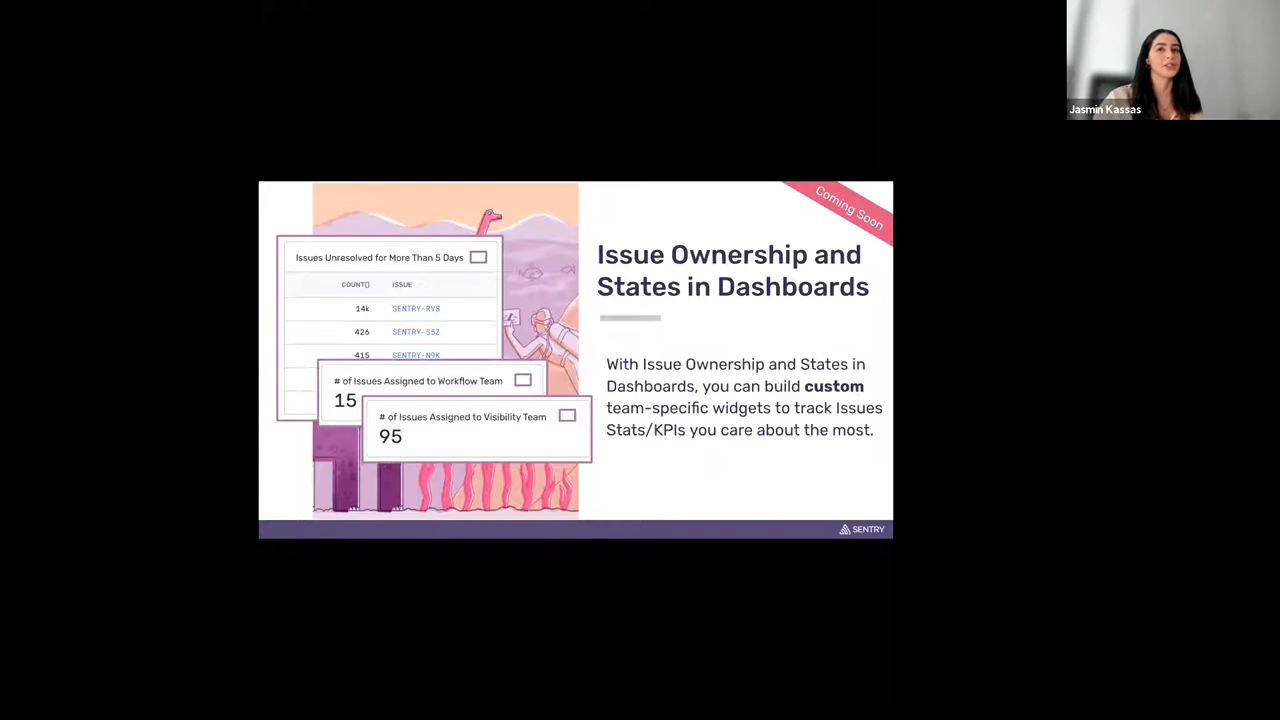 Jasmin Kassas
Coming Soon
Issues Unresolved for More Than 5 Days
COUNT() ISSUE
14k SENTRY-RVS
426 SENTRY-S5Z
415 SENTRY-N9K
# of Issues Assigned to Workflow Team
15
# of Issues Assigned to Visibility Team
95
Issue Ownership and
States in Dashboards
With Issue Ownership and States in
Dashboards, you can build custom
team-specific widgets to track Issues
Stats/KPIs you care about the most.
SENTRY